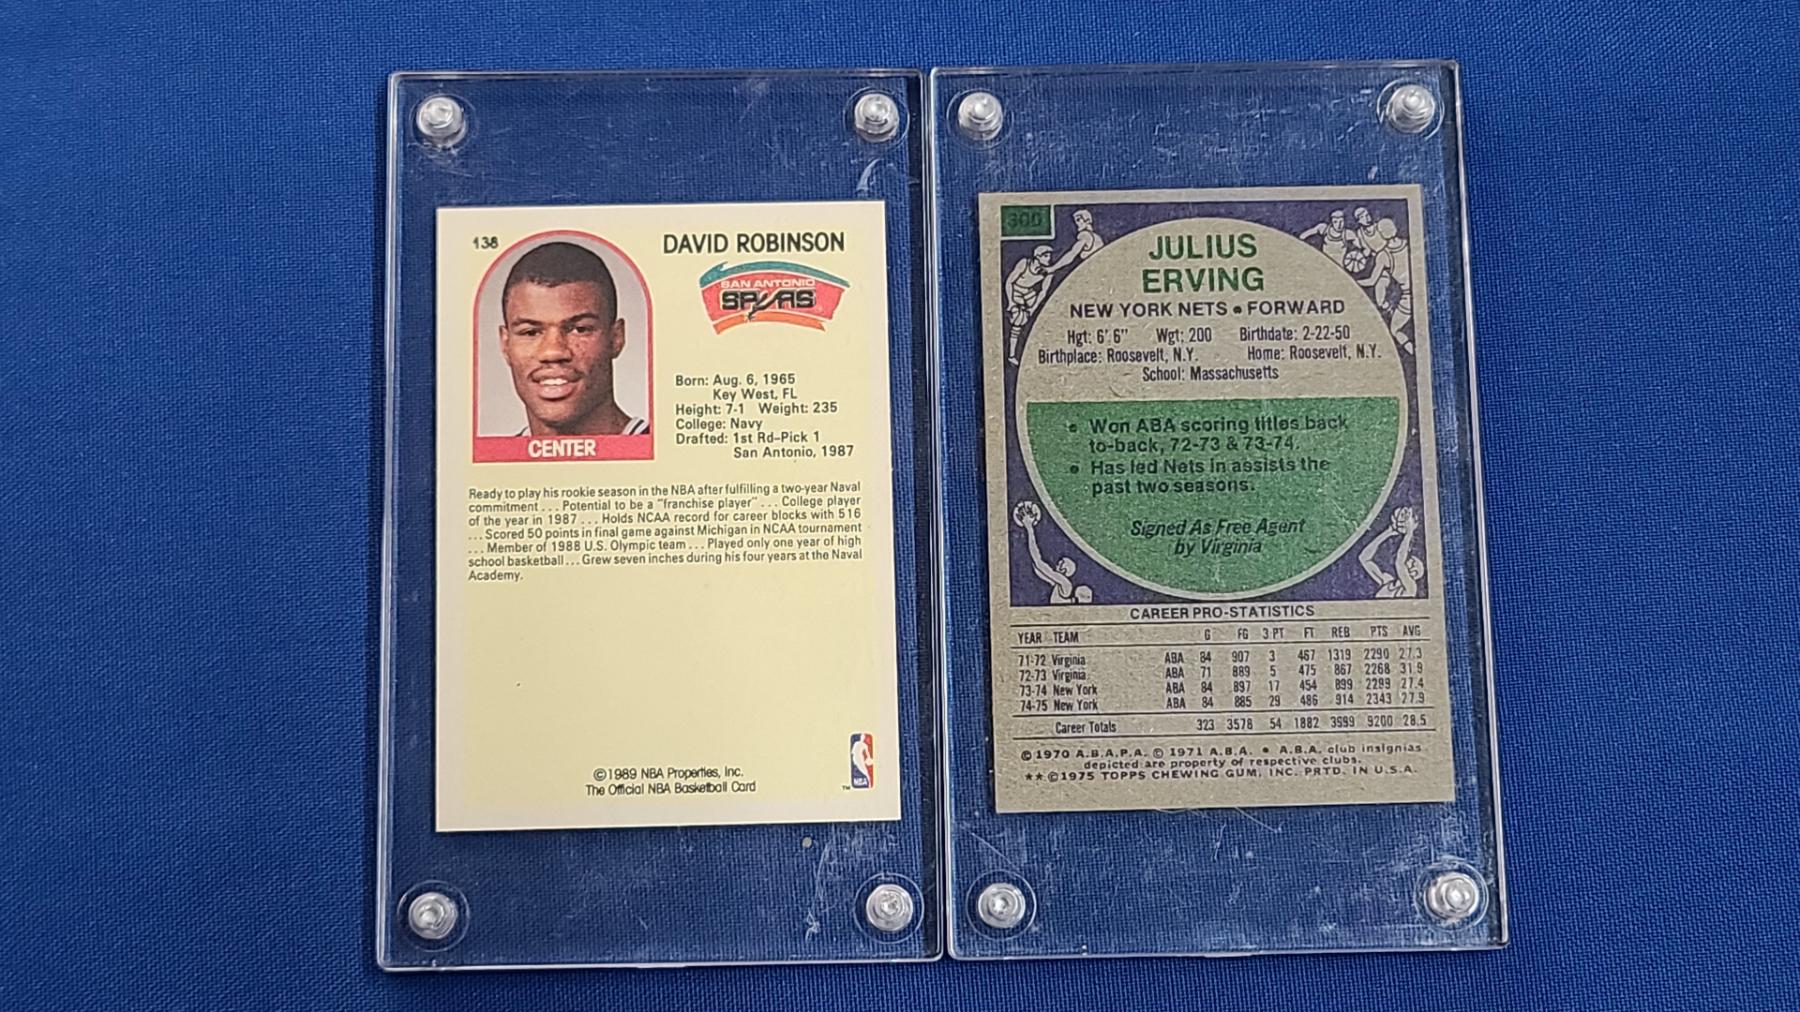 138
DAVID ROBINSON
SAN ANTONIO
SPURS
CENTER
Born: Aug. 6, 1965
Key West, FL
Height: 7-1 Weight: 235
College: Navy
Drafted: 1st Rd-Pick 1
San Antonio, 1987
Ready to play his rookie season in the NBA after fulfilling a two-year Naval
commitment ... Potential to be a "franchise player" ... College player
of the year in 1987 ... Holds NCAA record for career blocks with 516
... Scored 50 points in final game against Michigan in NCAA tournament
... Member of 1988 U.S. Olympic team ... Played only one year of high
school basketball ... Grew seven inches during his four years at the Naval
Academy.
©1989 NBA Properties, Inc.
The Official NBA Basketball Card
NBA
TM
300
JULIUS
ERVING
NEW YORK NETS • FORWARD
Hgt: 6' 6" Wgt: 200 Birthdate: 2-22-50
Birthplace: Roosevelt, N.Y. Home: Roosevelt, N.Y.
School: Massachusetts
• Won ABA scoring titles back
to-back, 72-73 & 73-74.
• Has led Nets in assists the
past two seasons.
Signed As Free Agent
by Virginia
CAREER PRO-STATISTICS
YEAR TEAM G FG 3 PT FT REB PTS AVG
71-72 Virginia ABA 84 907 3 467 1319 2290 27.3
72-73 Virginia ABA 71 889 5 475 867 2268 31.9
73-74 New York ABA 84 897 17 454 899 2299 27.4
74-75 New York ABA 84 885 29 486 914 2343 27.9
Career Totals 323 3578 54 1882 3999 9200 28.5
© 1970 A.B.A.P.A. © 1971 A.B.A. • A.B.A. club insignias
depicted are property of respective clubs.
** © 1975 TOPPS CHEWING GUM, INC. PRTD. IN U.S.A.